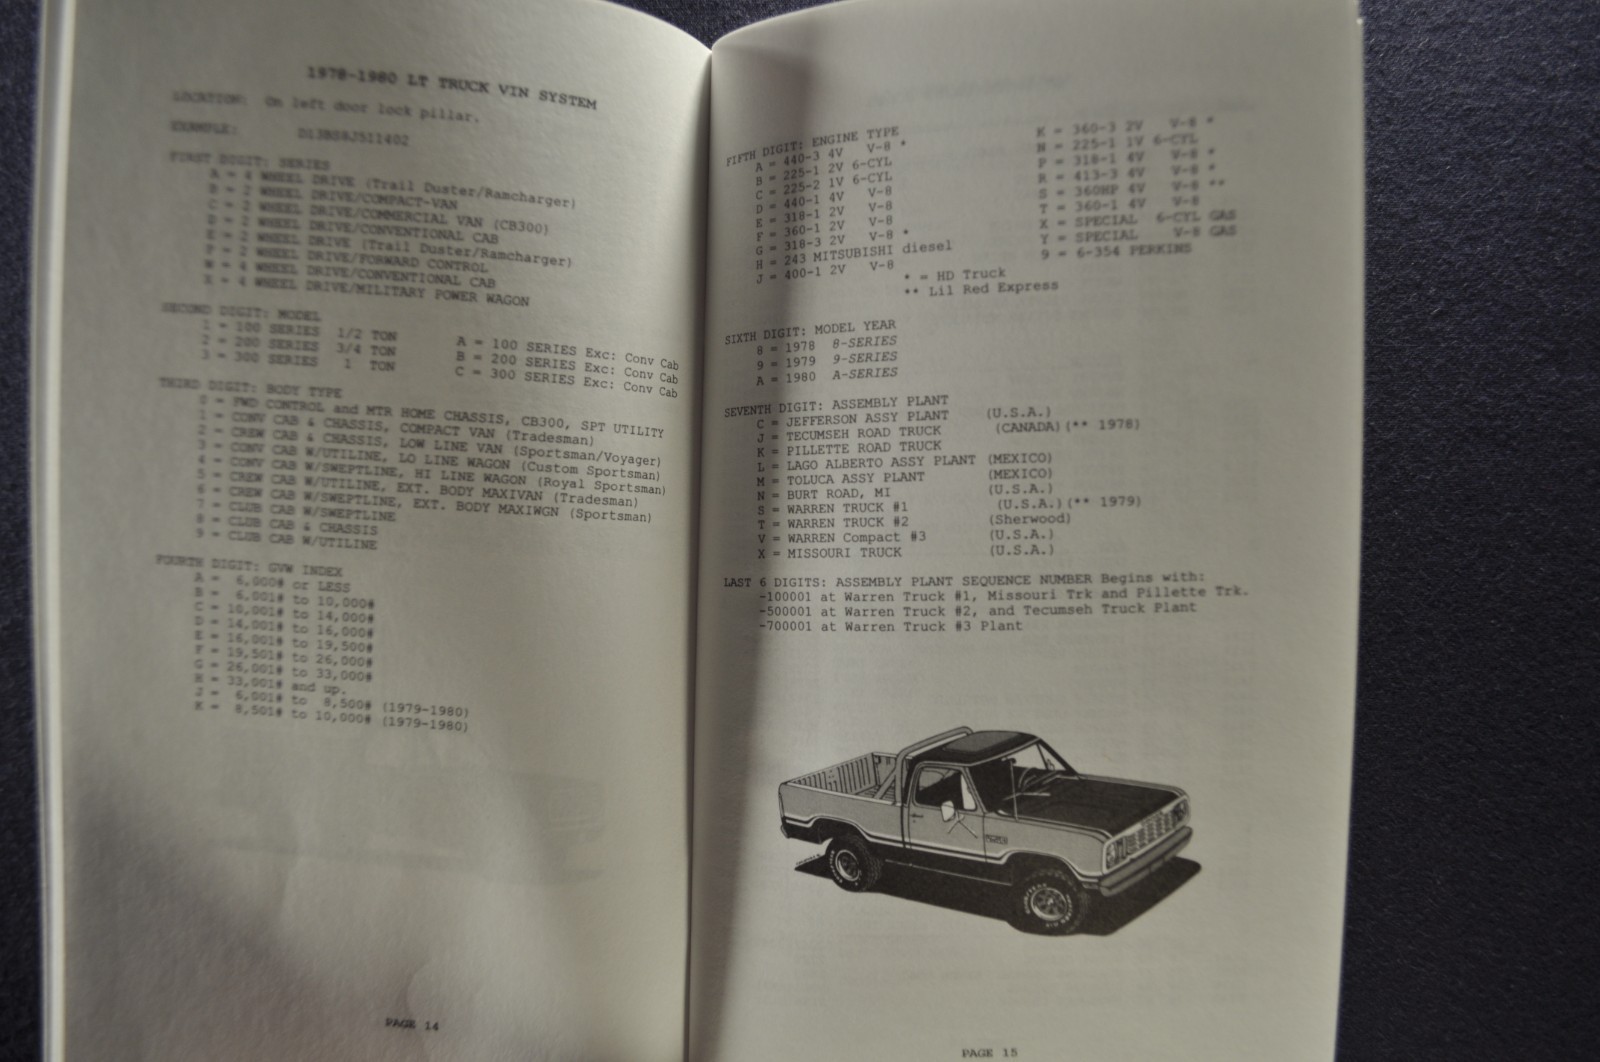 1978-1980 LT TRUCK VIN SYSTEM
LOCATION: On left door lock pillar.
EXAMPLE: D13BS8J511402
FIRST DIGIT: SERIES
A = 4 WHEEL DRIVE (Trail Duster/Ramcharger)
B = 2 WHEEL DRIVE/COMPACT-VAN
C = 2 WHEEL DRIVE/COMMERCIAL VAN (CB300)
D = 2 WHEEL DRIVE/CONVENTIONAL CAB
E = 2 WHEEL DRIVE (Trail Duster/Ramcharger)
F = 2 WHEEL DRIVE/FORWARD CONTROL
W = 4 WHEEL DRIVE/CONVENTIONAL CAB
X = 4 WHEEL DRIVE/MILITARY POWER WAGON
SECOND DIGIT: MODEL
1 = 100 SERIES 1/2 TON A = 100 SERIES Exc: Conv Cab
2 = 200 SERIES 3/4 TON B = 200 SERIES Exc: Conv Cab
3 = 300 SERIES 1 TON C = 300 SERIES Exc: Conv Cab
THIRD DIGIT: BODY TYPE
0 = FWD CONTROL and MTR HOME CHASSIS, CB300, SPT UTILITY
1 = CONV CAB & CHASSIS, COMPACT VAN (Tradesman)
2 = CREW CAB & CHASSIS, LOW LINE VAN (Sportsman/Voyager)
3 = CONV CAB W/UTILINE, LO LINE WAGON (Custom Sportsman)
4 = CONV CAB W/SWEPTLINE, HI LINE WAGON (Royal Sportsman)
5 = CREW CAB W/UTILINE, EXT. BODY MAXIVAN (Tradesman)
6 = CREW CAB W/SWEPTLINE, EXT. BODY MAXIWGN (Sportsman)
7 = CLUB CAB W/SWEPTLINE
8 = CLUB CAB & CHASSIS
9 = CLUB CAB W/UTILINE
FOURTH DIGIT: GVW INDEX
A = 6,000# or LESS
B = 6,001# to 10,000#
C = 10,001# to 14,000#
D = 14,001# to 16,000#
E = 16,001# to 19,500#
F = 19,501# to 26,000#
G = 26,001# to 33,000#
H = 33,001# and up.
J = 6,001# to 8,500# (1979-1980)
K = 8,501# to 10,000# (1979-1980)
PAGE 14
FIFTH DIGIT: ENGINE TYPE
A = 440-3 4V V-8 *
B = 225-1 2V 6-CYL
C = 225-2 1V 6-CYL
D = 440-1 4V V-8
E = 318-1 2V V-8
F = 360-1 2V V-8
G = 318-3 2V V-8 *
H = 243 MITSUBISHI diesel
J = 400-1 2V V-8
K = 360-3 2V V-8 *
N = 225-1 1V 6-CYL
P = 318-1 4V V-8 *
R = 413-3 4V V-8 *
S = 360HP 4V V-8 **
T = 360-1 4V V-8
X = SPECIAL 6-CYL GAS
Y = SPECIAL V-8 GAS
9 = 6-354 PERKINS
* = HD Truck
** Lil Red Express
SIXTH DIGIT: MODEL YEAR
8 = 1978 8-SERIES
9 = 1979 9-SERIES
A = 1980 A-SERIES
SEVENTH DIGIT: ASSEMBLY PLANT
C = JEFFERSON ASSY PLANT (U.S.A.)
J = TECUMSEH ROAD TRUCK (CANADA)(** 1978)
K = PILLETTE ROAD TRUCK
L = LAGO ALBERTO ASSY PLANT (MEXICO)
M = TOLUCA ASSY PLANT (MEXICO)
N = BURT ROAD, MI (U.S.A.)
S = WARREN TRUCK #1 (U.S.A.)(** 1979)
T = WARREN TRUCK #2 (Sherwood)
V = WARREN Compact #3 (U.S.A.)
X = MISSOURI TRUCK (U.S.A.)
LAST 6 DIGITS: ASSEMBLY PLANT SEQUENCE NUMBER Begins with:
-100001 at Warren Truck #1, Missouri Trk and Pillette Trk.
-500001 at Warren Truck #2, and Tecumseh Truck Plant
-700001 at Warren Truck #3 Plant
PAGE 15